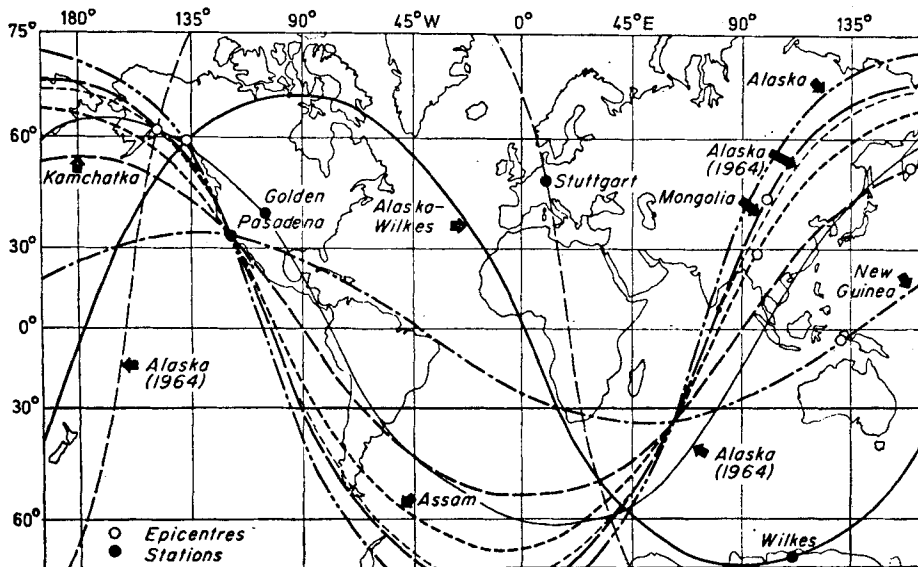 180° 135° 90° 45°W 0° 45°E 90° 135°
75°
60°
30°
0°
30°
60°
Alaska
Alaska
(1964)
Kamchatka
Golden
Pasadena
Alaska-
Wilkes
Stuttgart
Mongolia
New
Guinea
Alaska
(1964)
Assam
Alaska
(1964)
Wilkes
Epicentres
Stations